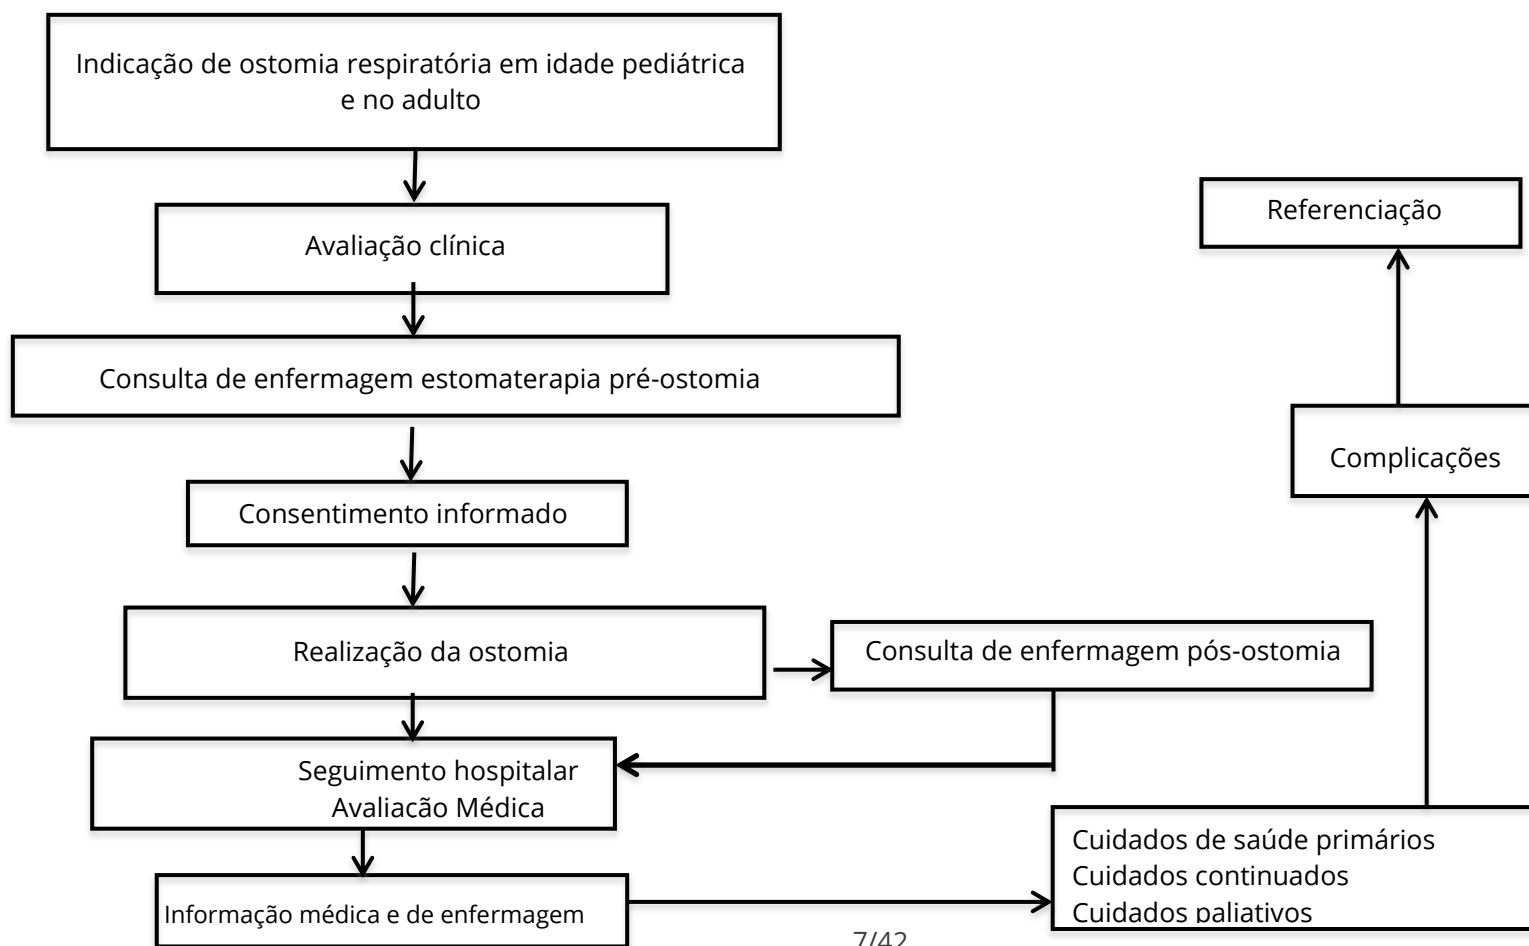 Indicação de ostomia respiratória em idade pediátrica
e no adulto
Referenciação
Avaliação clínica
Consulta de enfermagem estomaterapia pré-ostomia
Complicações
Consentimento informado
Realização da ostomia
Consulta de enfermagem pós-ostomia
Seguimento hospitalar
Avaliação Médica
Cuidados de saúde primários
Cuidados continuados
Cuidados paliativos
Informação médica e de enfermagem
7/42